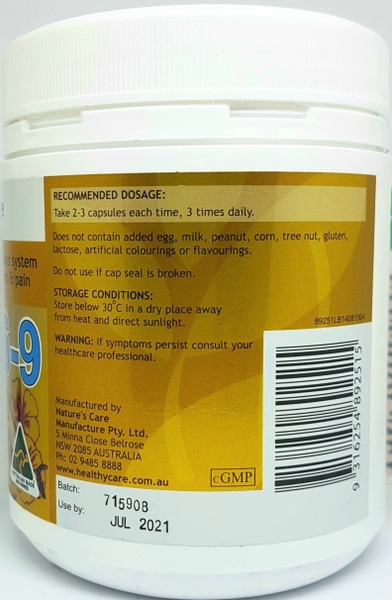 e
system
& pain
-9
RECOMMENDED DOSAGE:
Take 2-3 capsules each time, 3 times daily.
Does not contain added egg, milk, peanut, corn, tree nut, gluten,
lactose, artificial colourings or flavourings.
Do not use if cap seal is broken.
STORAGE CONDITIONS:
Store below 30°C in a dry place away
from heat and direct sunlight.
WARNING: if symptoms persist consult your
healthcare professional.
89251LB14081504
9 316254 892515
Manufactured by
Nature's Care
Manufacture Pty. Ltd.
5 Minna Close Belrose
NSW 2085 AUSTRALIA
Ph: 02 9485 8888
www.healthycare.com.au
cGMP
Batch: 715908
Use by: JUL 2021